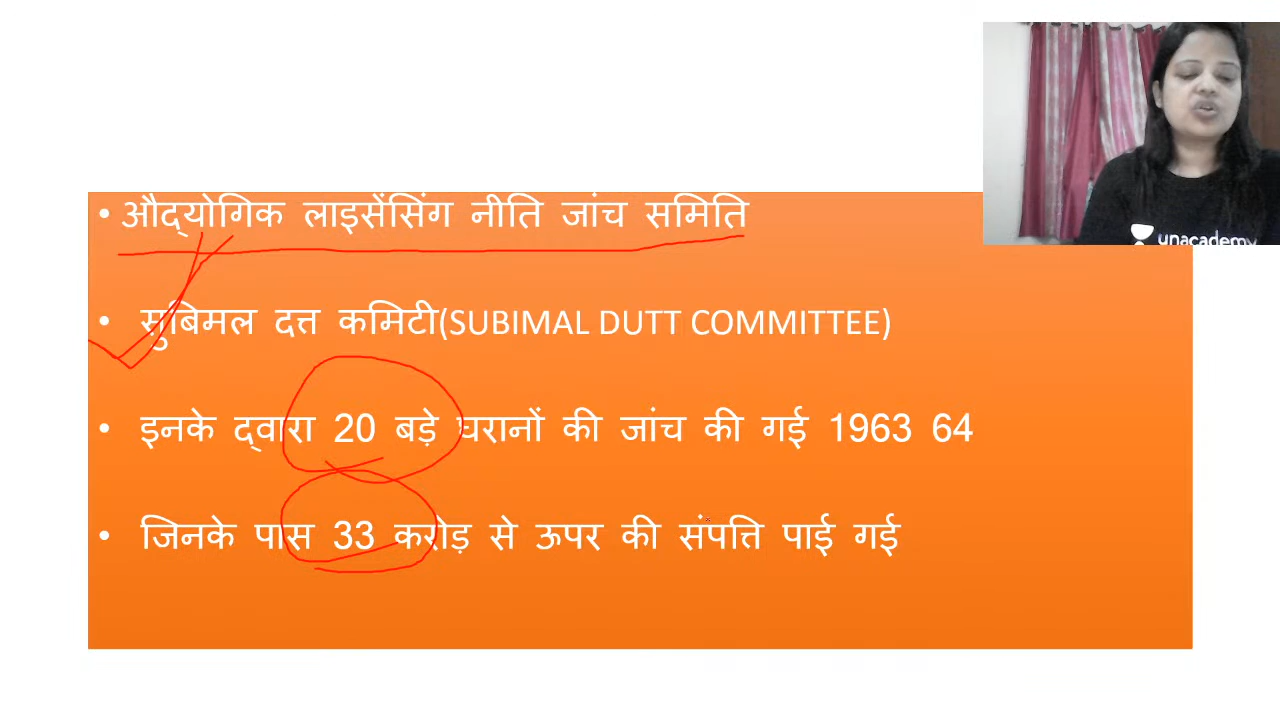 • औद्योगिक लाइसेंसिंग नीति जांच समिति
unacademy
• सुबिमल दत्त कमिटी(SUBIMAL DUTT COMMITTEE)
• इनके द्वारा 20 बड़े घरानों की जांच की गई 1963 64
• जिनके पास 33 करोड़ से ऊपर की संपत्ति पाई गई